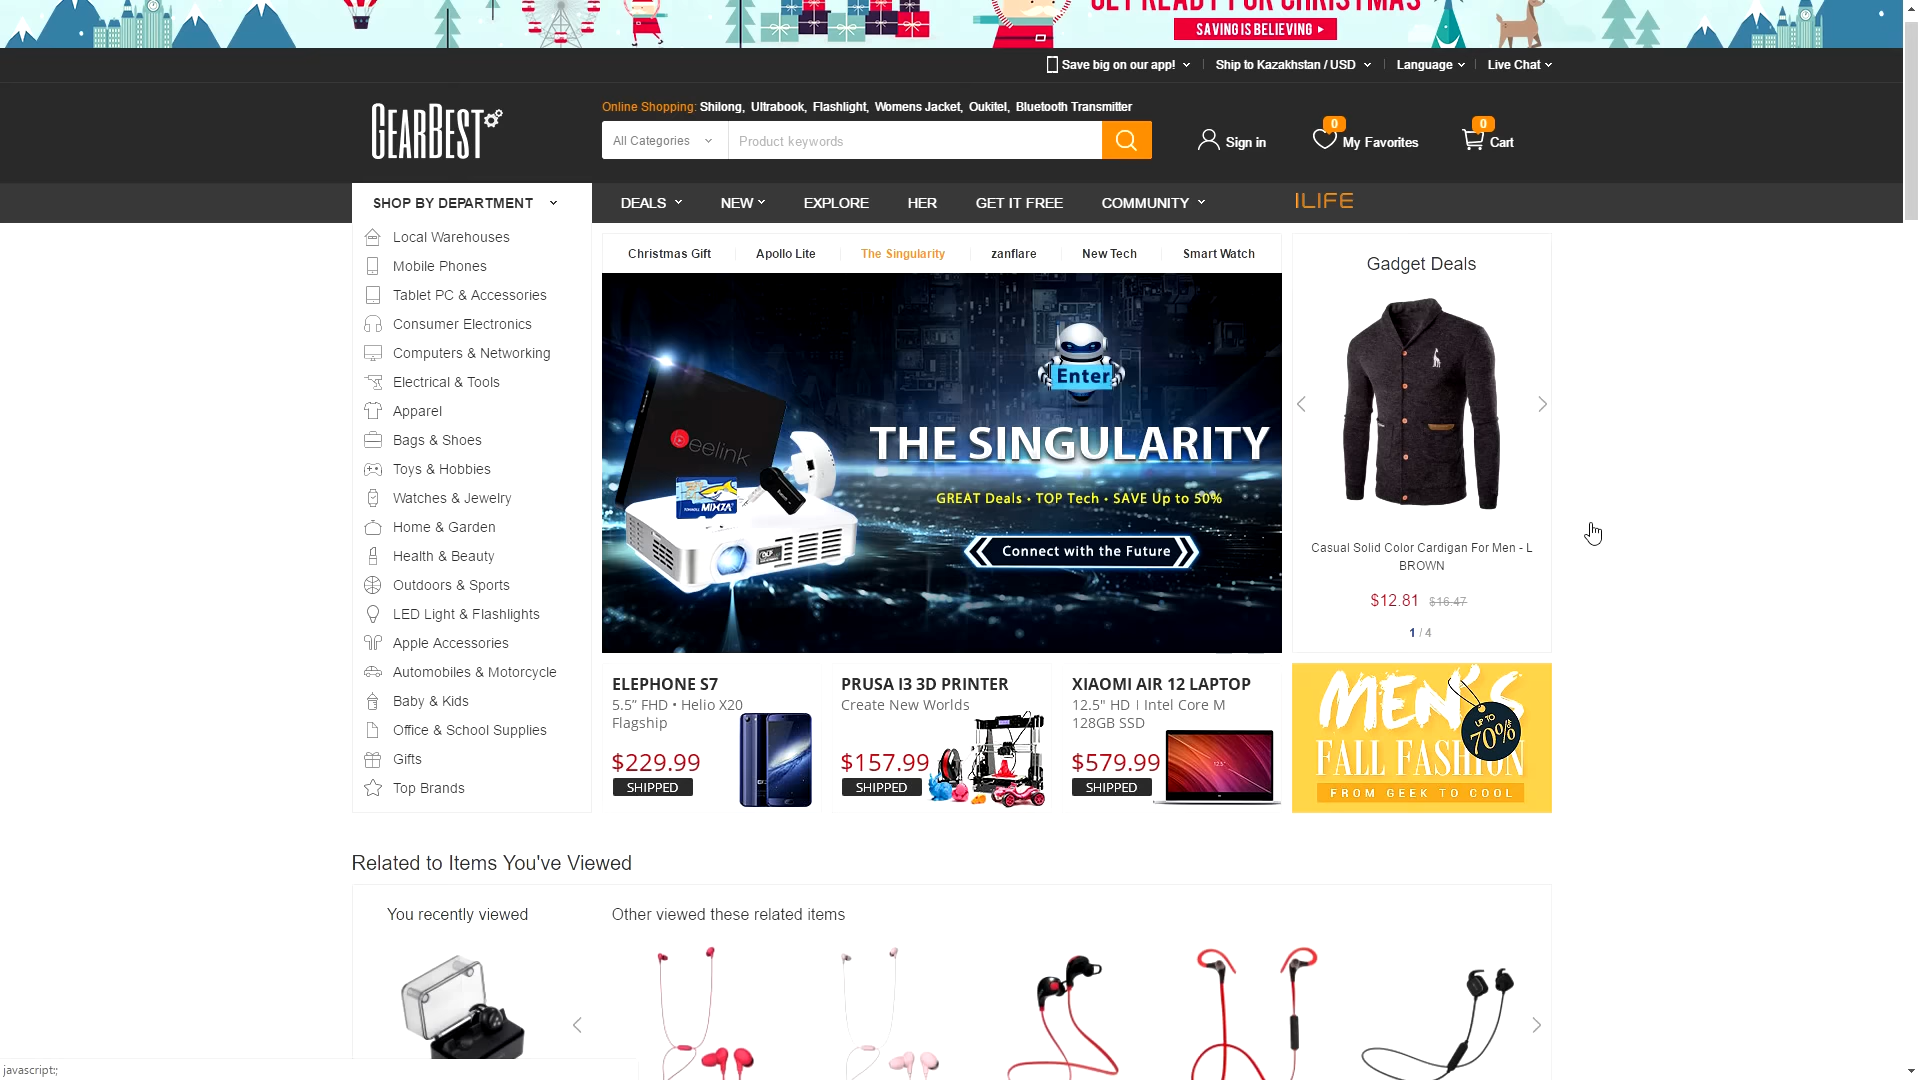 GET READY FOR CHRISTMAS
SAVING IS BELIEVING
Save big on our app!
Ship to Kazakhstan / USD
Language
Live Chat
GEARBEST
Online Shopping: Shilong, Ultrabook, Flashlight, Womens Jacket, Oukitel, Bluetooth Transmitter
All Categories
Product keywords
0
Sign in
My Favorites
0
Cart
SHOP BY DEPARTMENT
DEALS
NEW
EXPLORE
HER
GET IT FREE
COMMUNITY
ILIFE
Local Warehouses
Mobile Phones
Tablet PC & Accessories
Consumer Electronics
Computers & Networking
Electrical & Tools
Apparel
Bags & Shoes
Toys & Hobbies
Watches & Jewelry
Home & Garden
Health & Beauty
Outdoors & Sports
LED Light & Flashlights
Apple Accessories
Automobiles & Motorcycle
Baby & Kids
Office & School Supplies
Gifts
Top Brands
Christmas Gift
Apollo Lite
The Singularity
zanflare
New Tech
Smart Watch
Enter
Beelink
MIXZA
DLP
THE SINGULARITY
GREAT Deals • TOP Tech • SAVE Up to 50%
Connect with the Future
Gadget Deals
Casual Solid Color Cardigan For Men - L
BROWN
$12.81 $16.47
1 / 4
ELEPHONE S7
5.5” FHD • Helio X20
Flagship
$229.99
SHIPPED
PRUSA I3 3D PRINTER
Create New Worlds
$157.99
SHIPPED
XIAOMI AIR 12 LAPTOP
12.5" HD | Intel Core M
128GB SSD
$579.99
SHIPPED
12.5"
MEN'S
UP TO
70%
FALL FASHION
FROM GEEK TO COOL
Related to Items You've Viewed
You recently viewed
Other viewed these related items
javascript:;